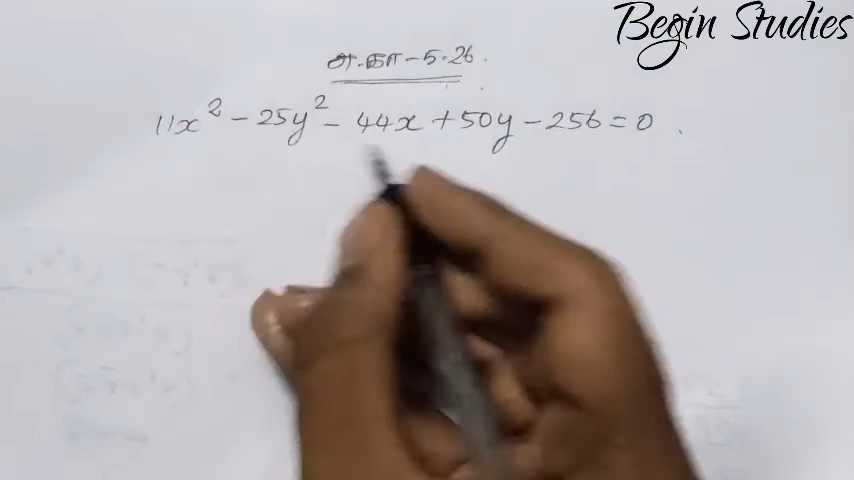 Begin Studies
அ.கா-5.26.
11x² - 25y² - 44x + 50y - 256 = 0.